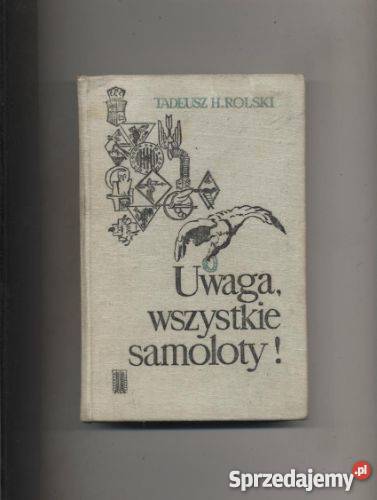 TADEUSZ H. ROLSKI
Uwaga,
wszystkie
samoloty!
Sprzedajemy.pl